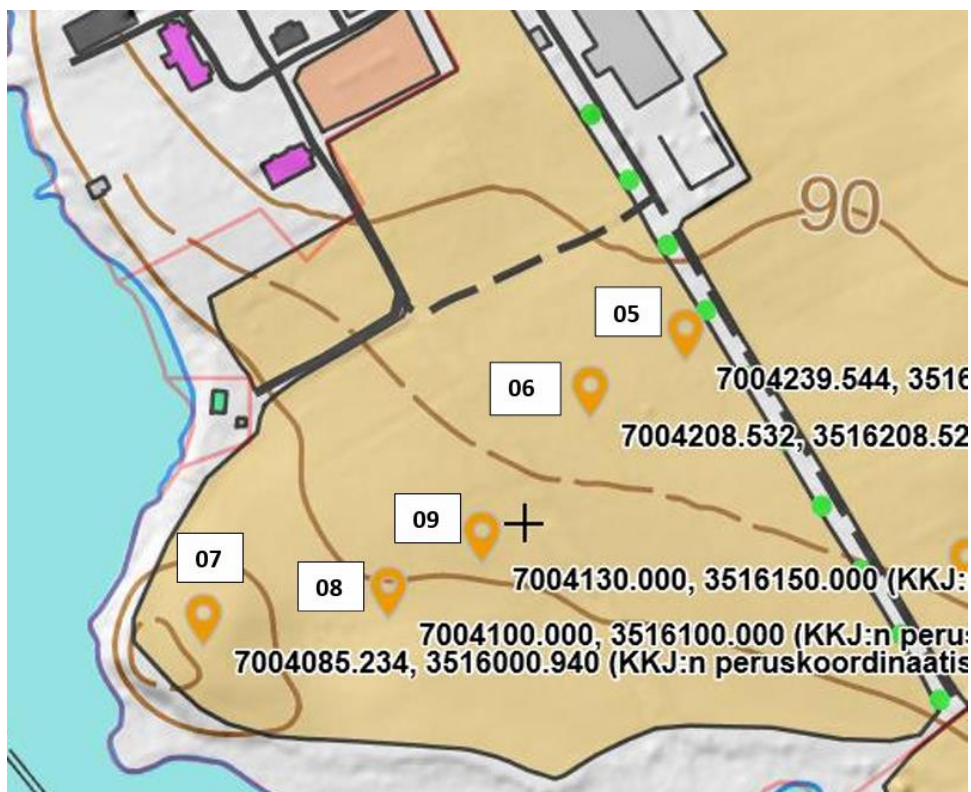 90
05
7004239.544, 3516
06
7004208.532, 3516208.52
09
07
08
7004130.000, 3516150.000 (KKJ:
7004100.000, 3516100.000 (KKJ:n perus
7004085.234, 3516000.940 (KKJ:n peruskoordinaatis